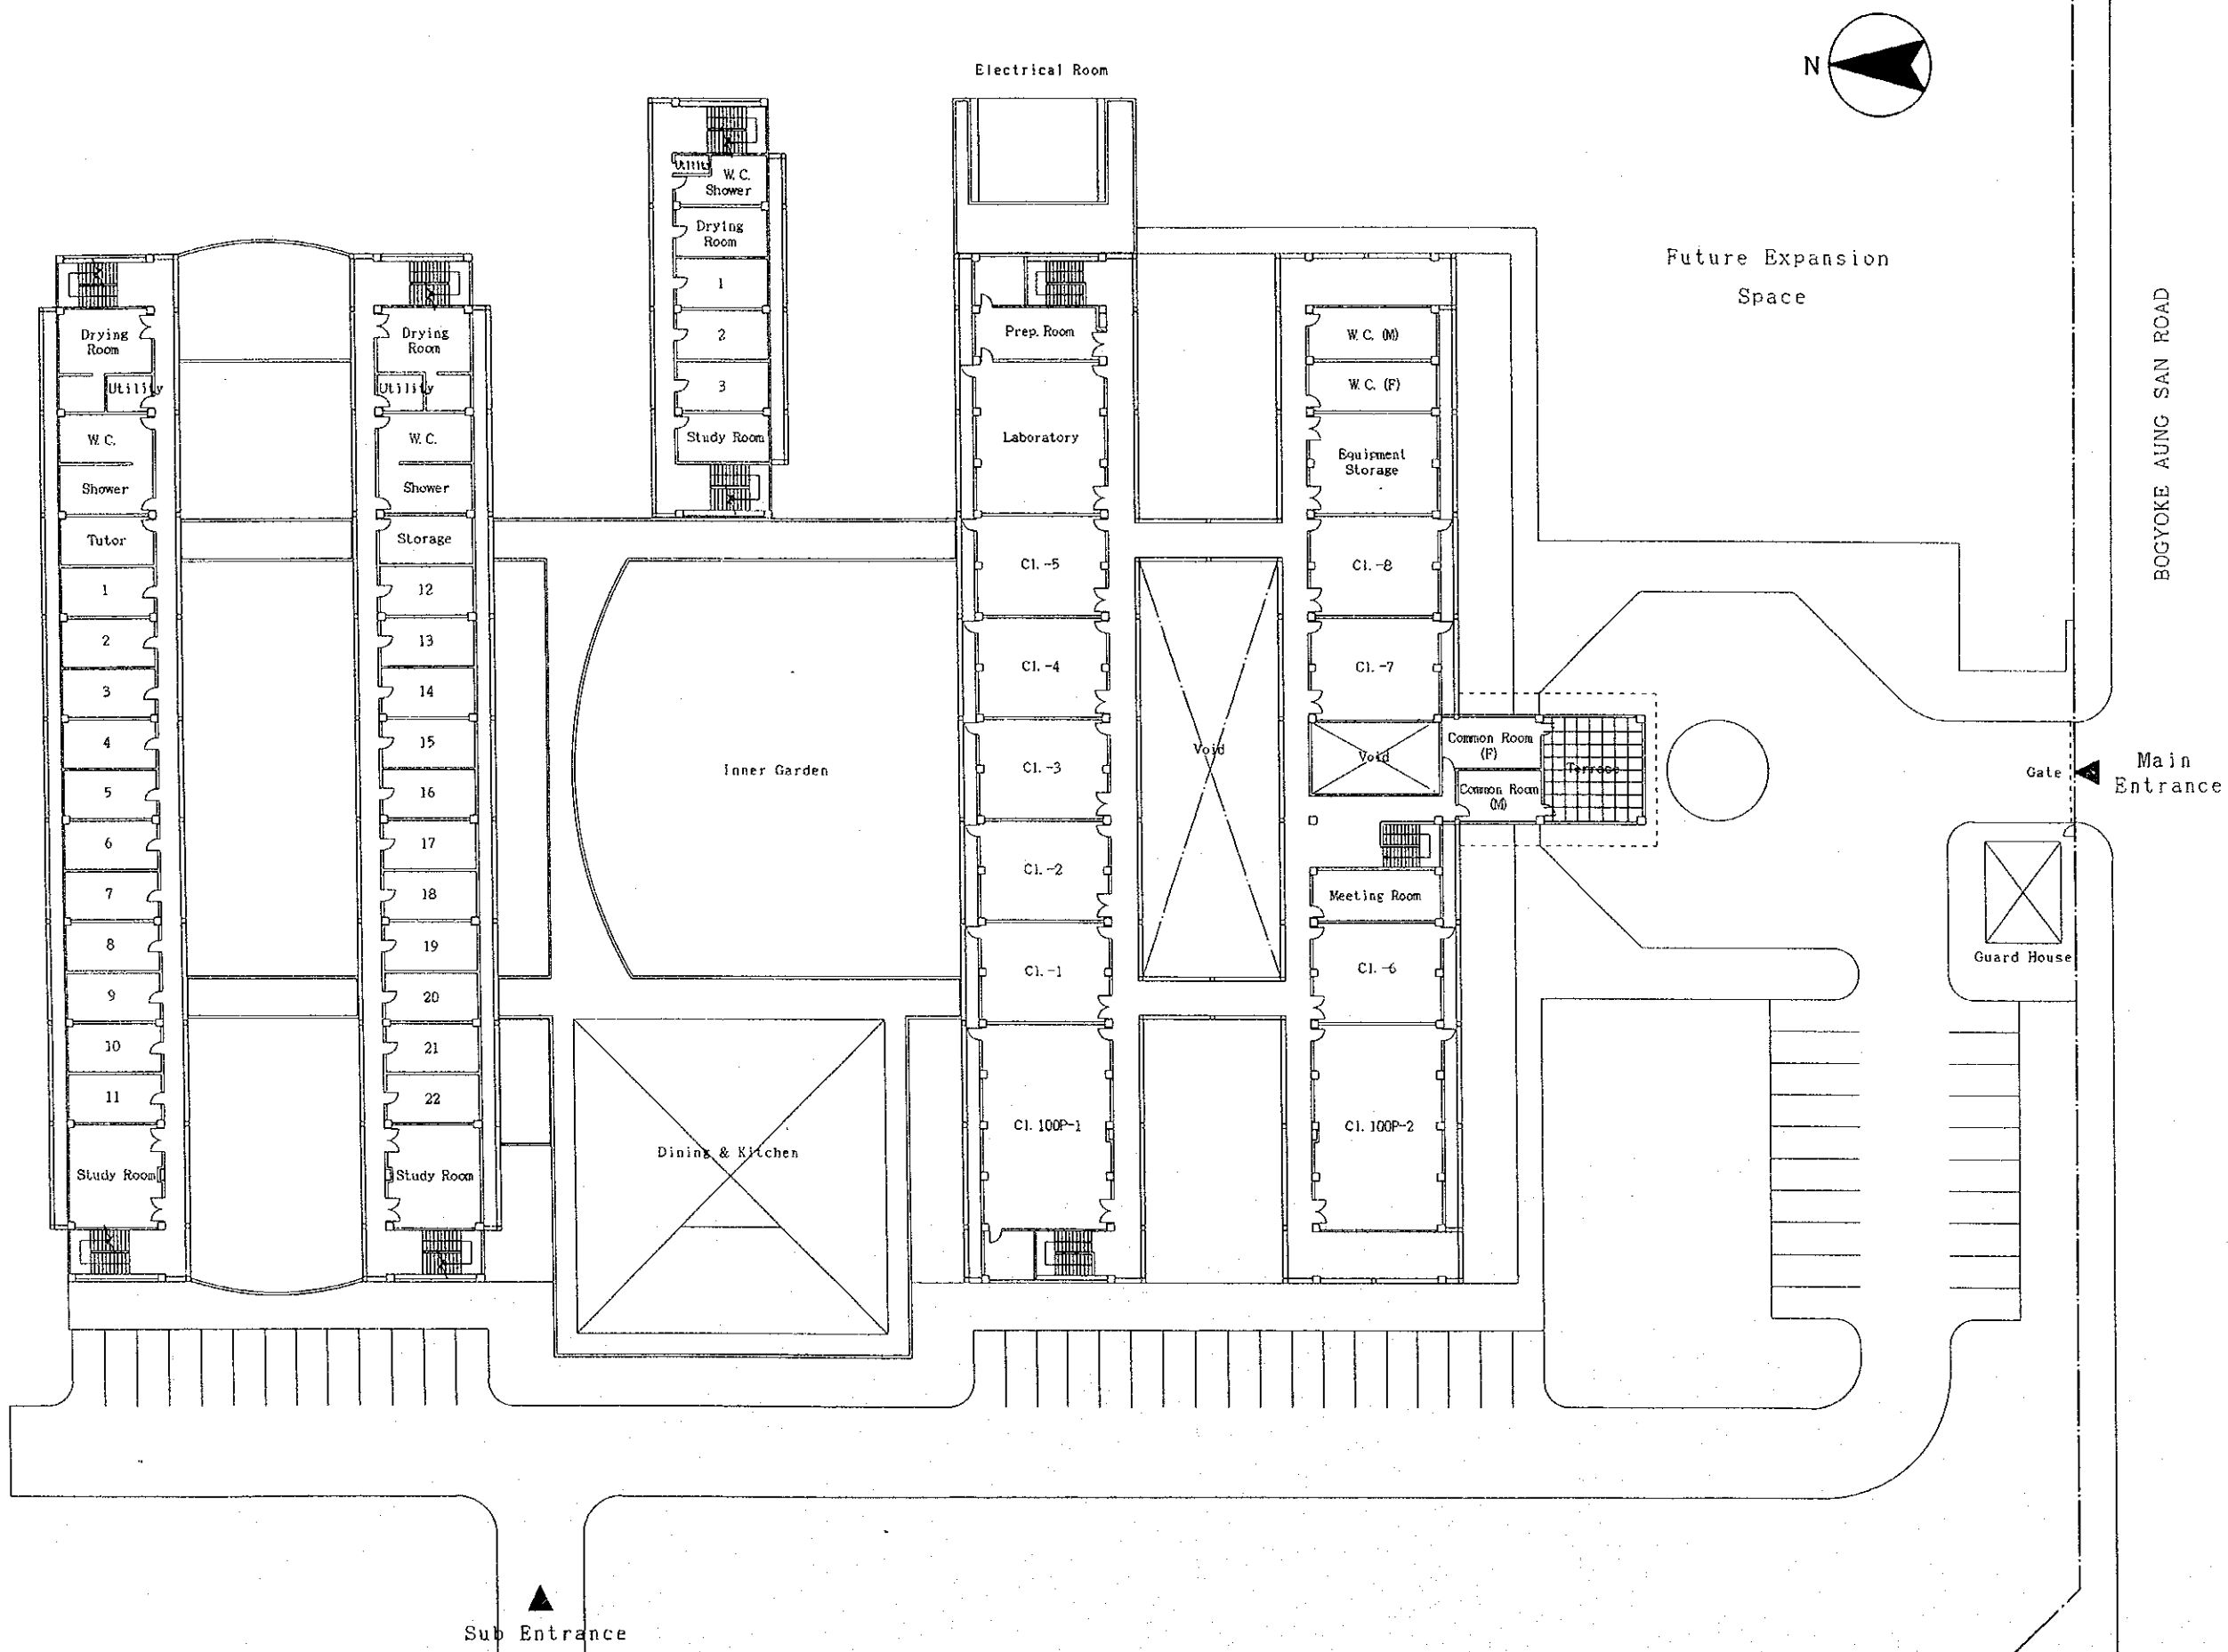 Electrical Room
N
Utility
W.C.
Shower
Drying
Room
1
2
3
Study Room
Future Expansion
Space
BOGYOKE AUNG SAN ROAD
Drying
Room
Utility
W.C.
Shower
Tutor
1
2
3
4
5
6
7
8
9
10
11
Study Room
Drying
Room
Utility
W.C.
Shower
Storage
12
13
14
15
16
17
18
19
20
21
22
Study Room
Inner Garden
Dining & Kitchen
Prep. Room
Laboratory
Cl.-5
Cl.-4
Cl.-3
Cl.-2
Cl.-1
Cl. 100P-1
Void
W.C. (M)
W.C. (F)
Equipment
Storage
Cl.-8
Cl.-7
Void
Common Room
(F)
Common Room
(M)
Terrace
Meeting Room
Cl.-6
Cl. 100P-2
Gate
Main
Entrance
Guard House
Sub Entrance